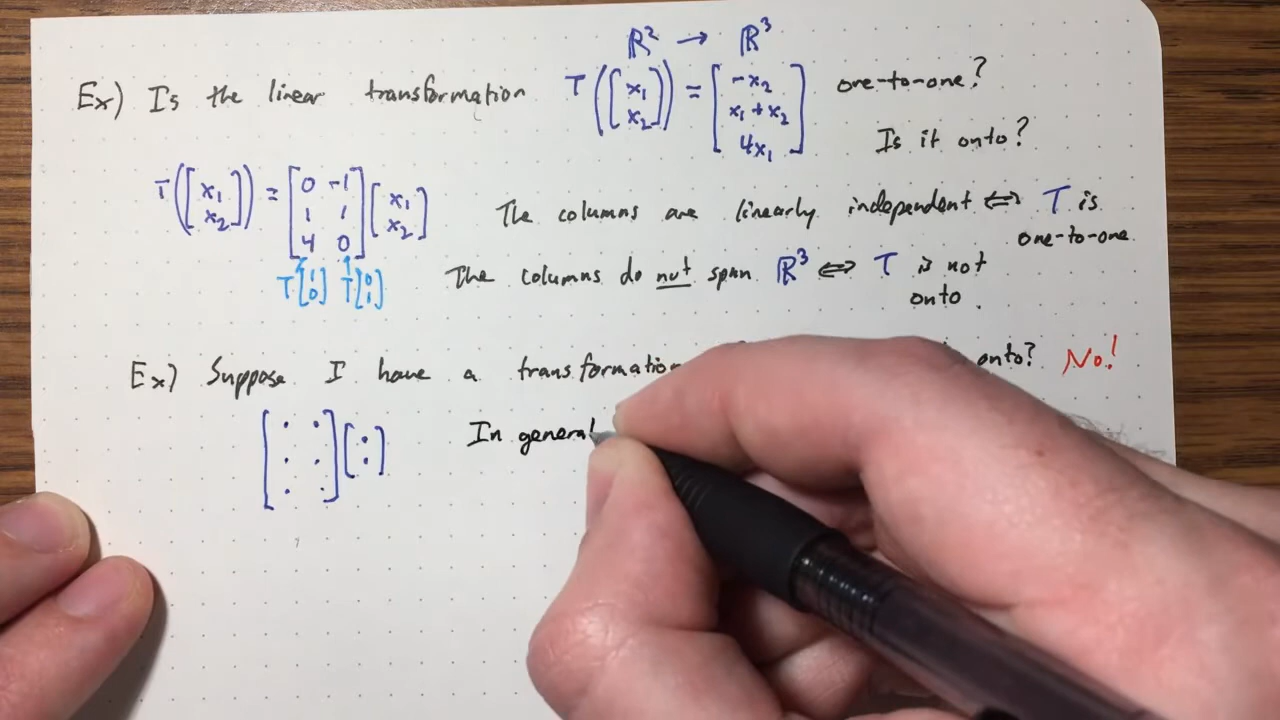 ℝ² → ℝ³
Ex) Is the linear transformation T([x₁ x₂]) = [-x₂ x₁ + x₂ 4x₁] one-to-one?
Is it onto?
T([x₁ x₂]) = [0 -1 1 1 4 0] [x₁ x₂]
The columns are linearly independent ⟺ T is
one-to-one.
T[1 0] T[0 1]
The columns do not span ℝ³ ⟺ T is not
onto.
Ex) Suppose I have a transformation onto? No!
In general